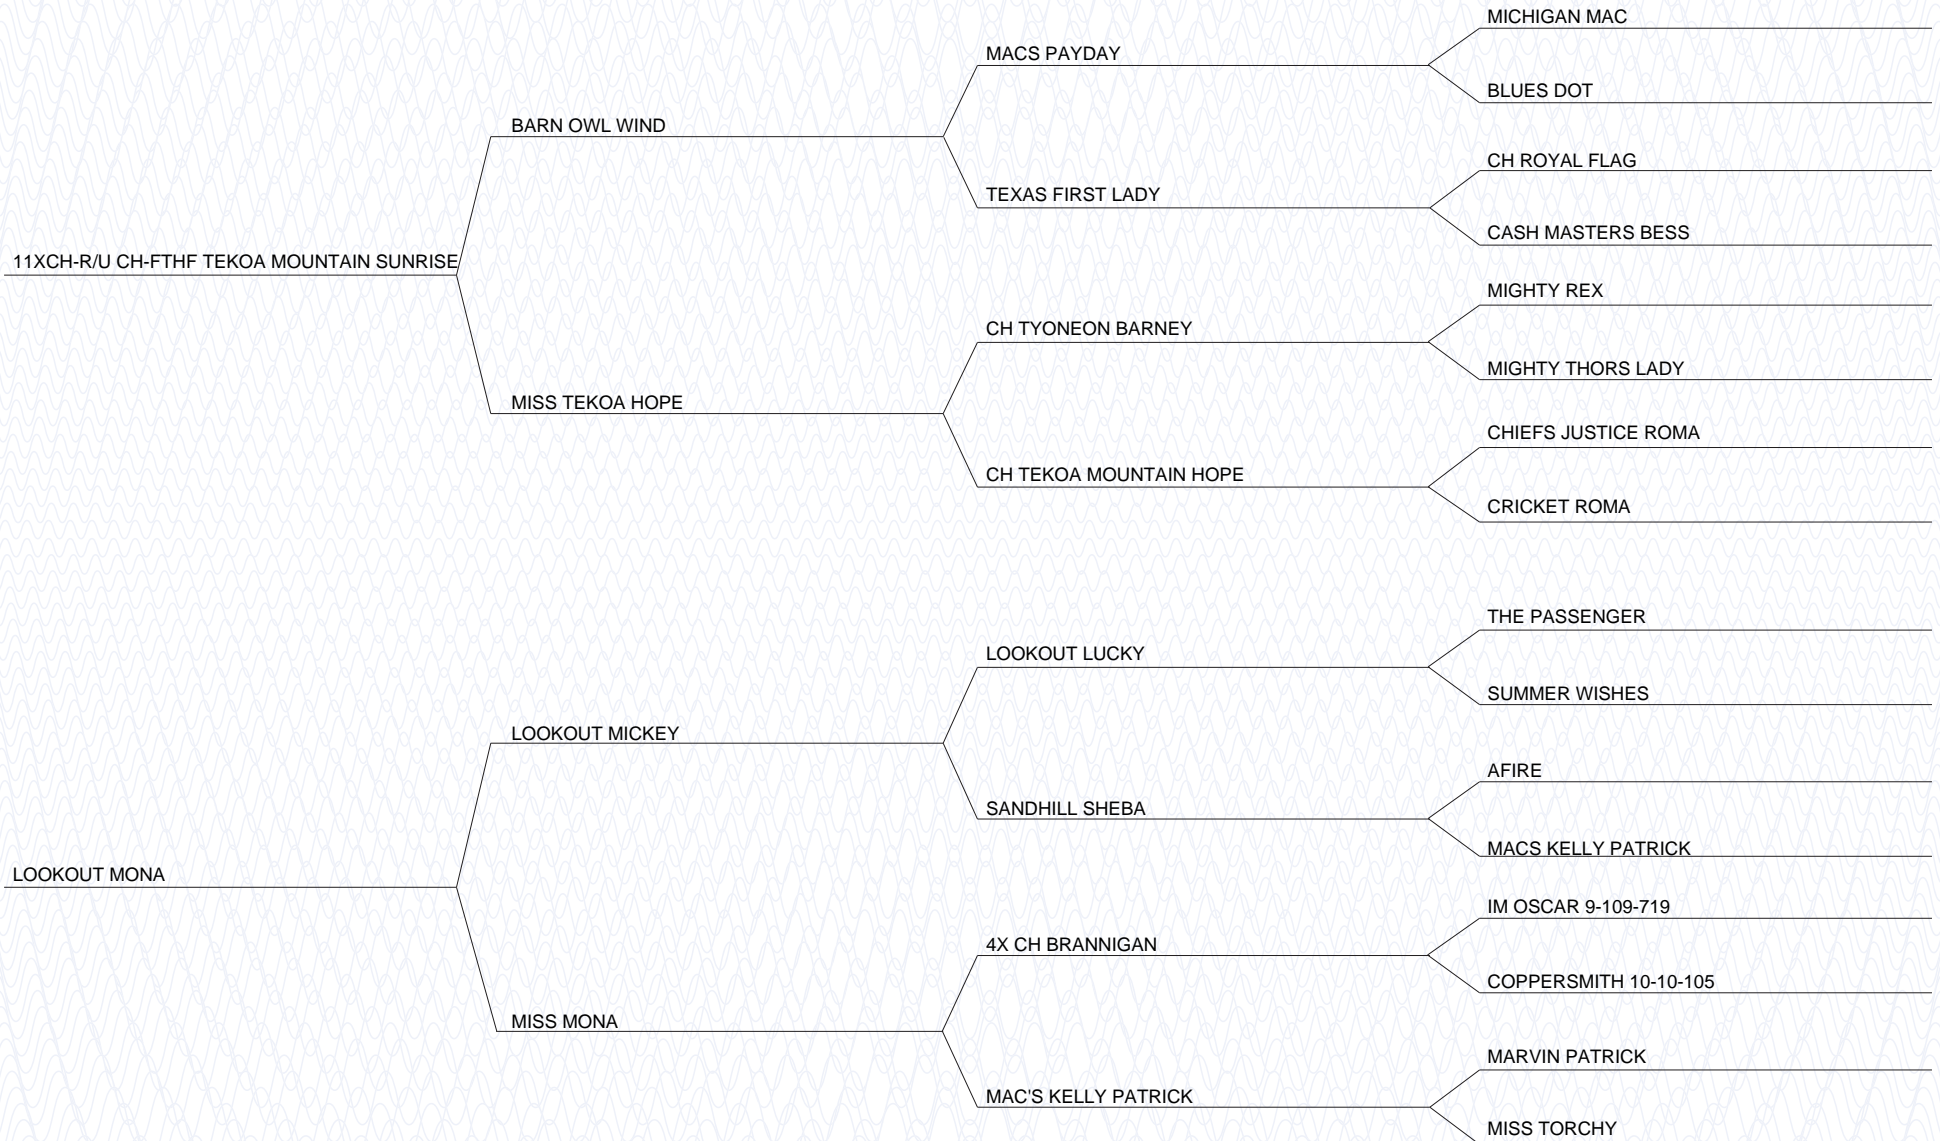 MICHIGAN MAC
MACS PAYDAY
BLUES DOT
BARN OWL WIND
CH ROYAL FLAG
TEXAS FIRST LADY
CASH MASTERS BESS
11XCH-R/U CH-FTHF TEKOA MOUNTAIN SUNRISE
MIGHTY REX
CH TYONEON BARNEY
MIGHTY THORS LADY
MISS TEKOA HOPE
CHIEFS JUSTICE ROMA
CH TEKOA MOUNTAIN HOPE
CRICKET ROMA
THE PASSENGER
LOOKOUT LUCKY
SUMMER WISHES
LOOKOUT MICKEY
AFIRE
SANDHILL SHEBA
MACS KELLY PATRICK
LOOKOUT MONA
IM OSCAR 9-109-719
4X CH BRANNIGAN
COPPERSMITH 10-10-105
MISS MONA
MARVIN PATRICK
MAC'S KELLY PATRICK
MISS TORCHY